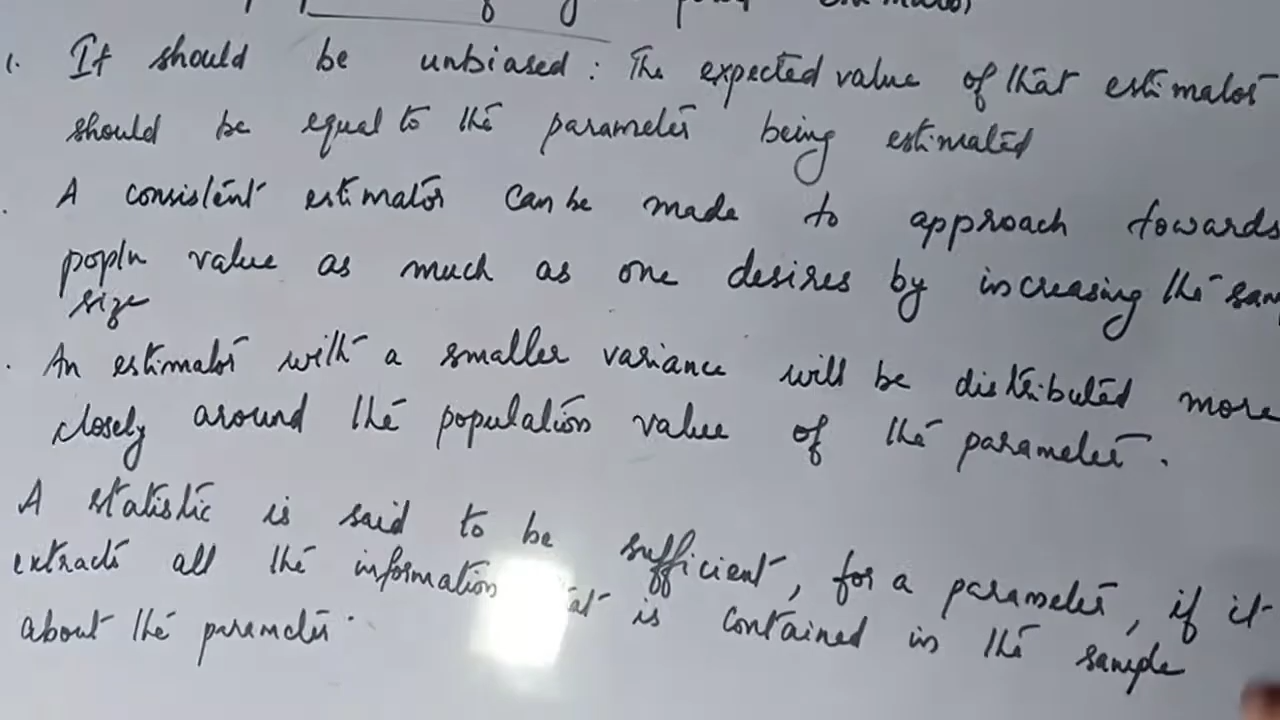 1. It should be unbiased : The expected value of that estimator
should be equal to the parameter being estimated
. A consistent estimator can be made to approach towards
popln value as much as one desires by increasing the sam
size
. An estimator with a smaller variance will be distributed more
closely around the population value of the parameter.
A statistic is said to be sufficient, for a parameter, if it
extracts all the information is contained in the sample
about the parameter.